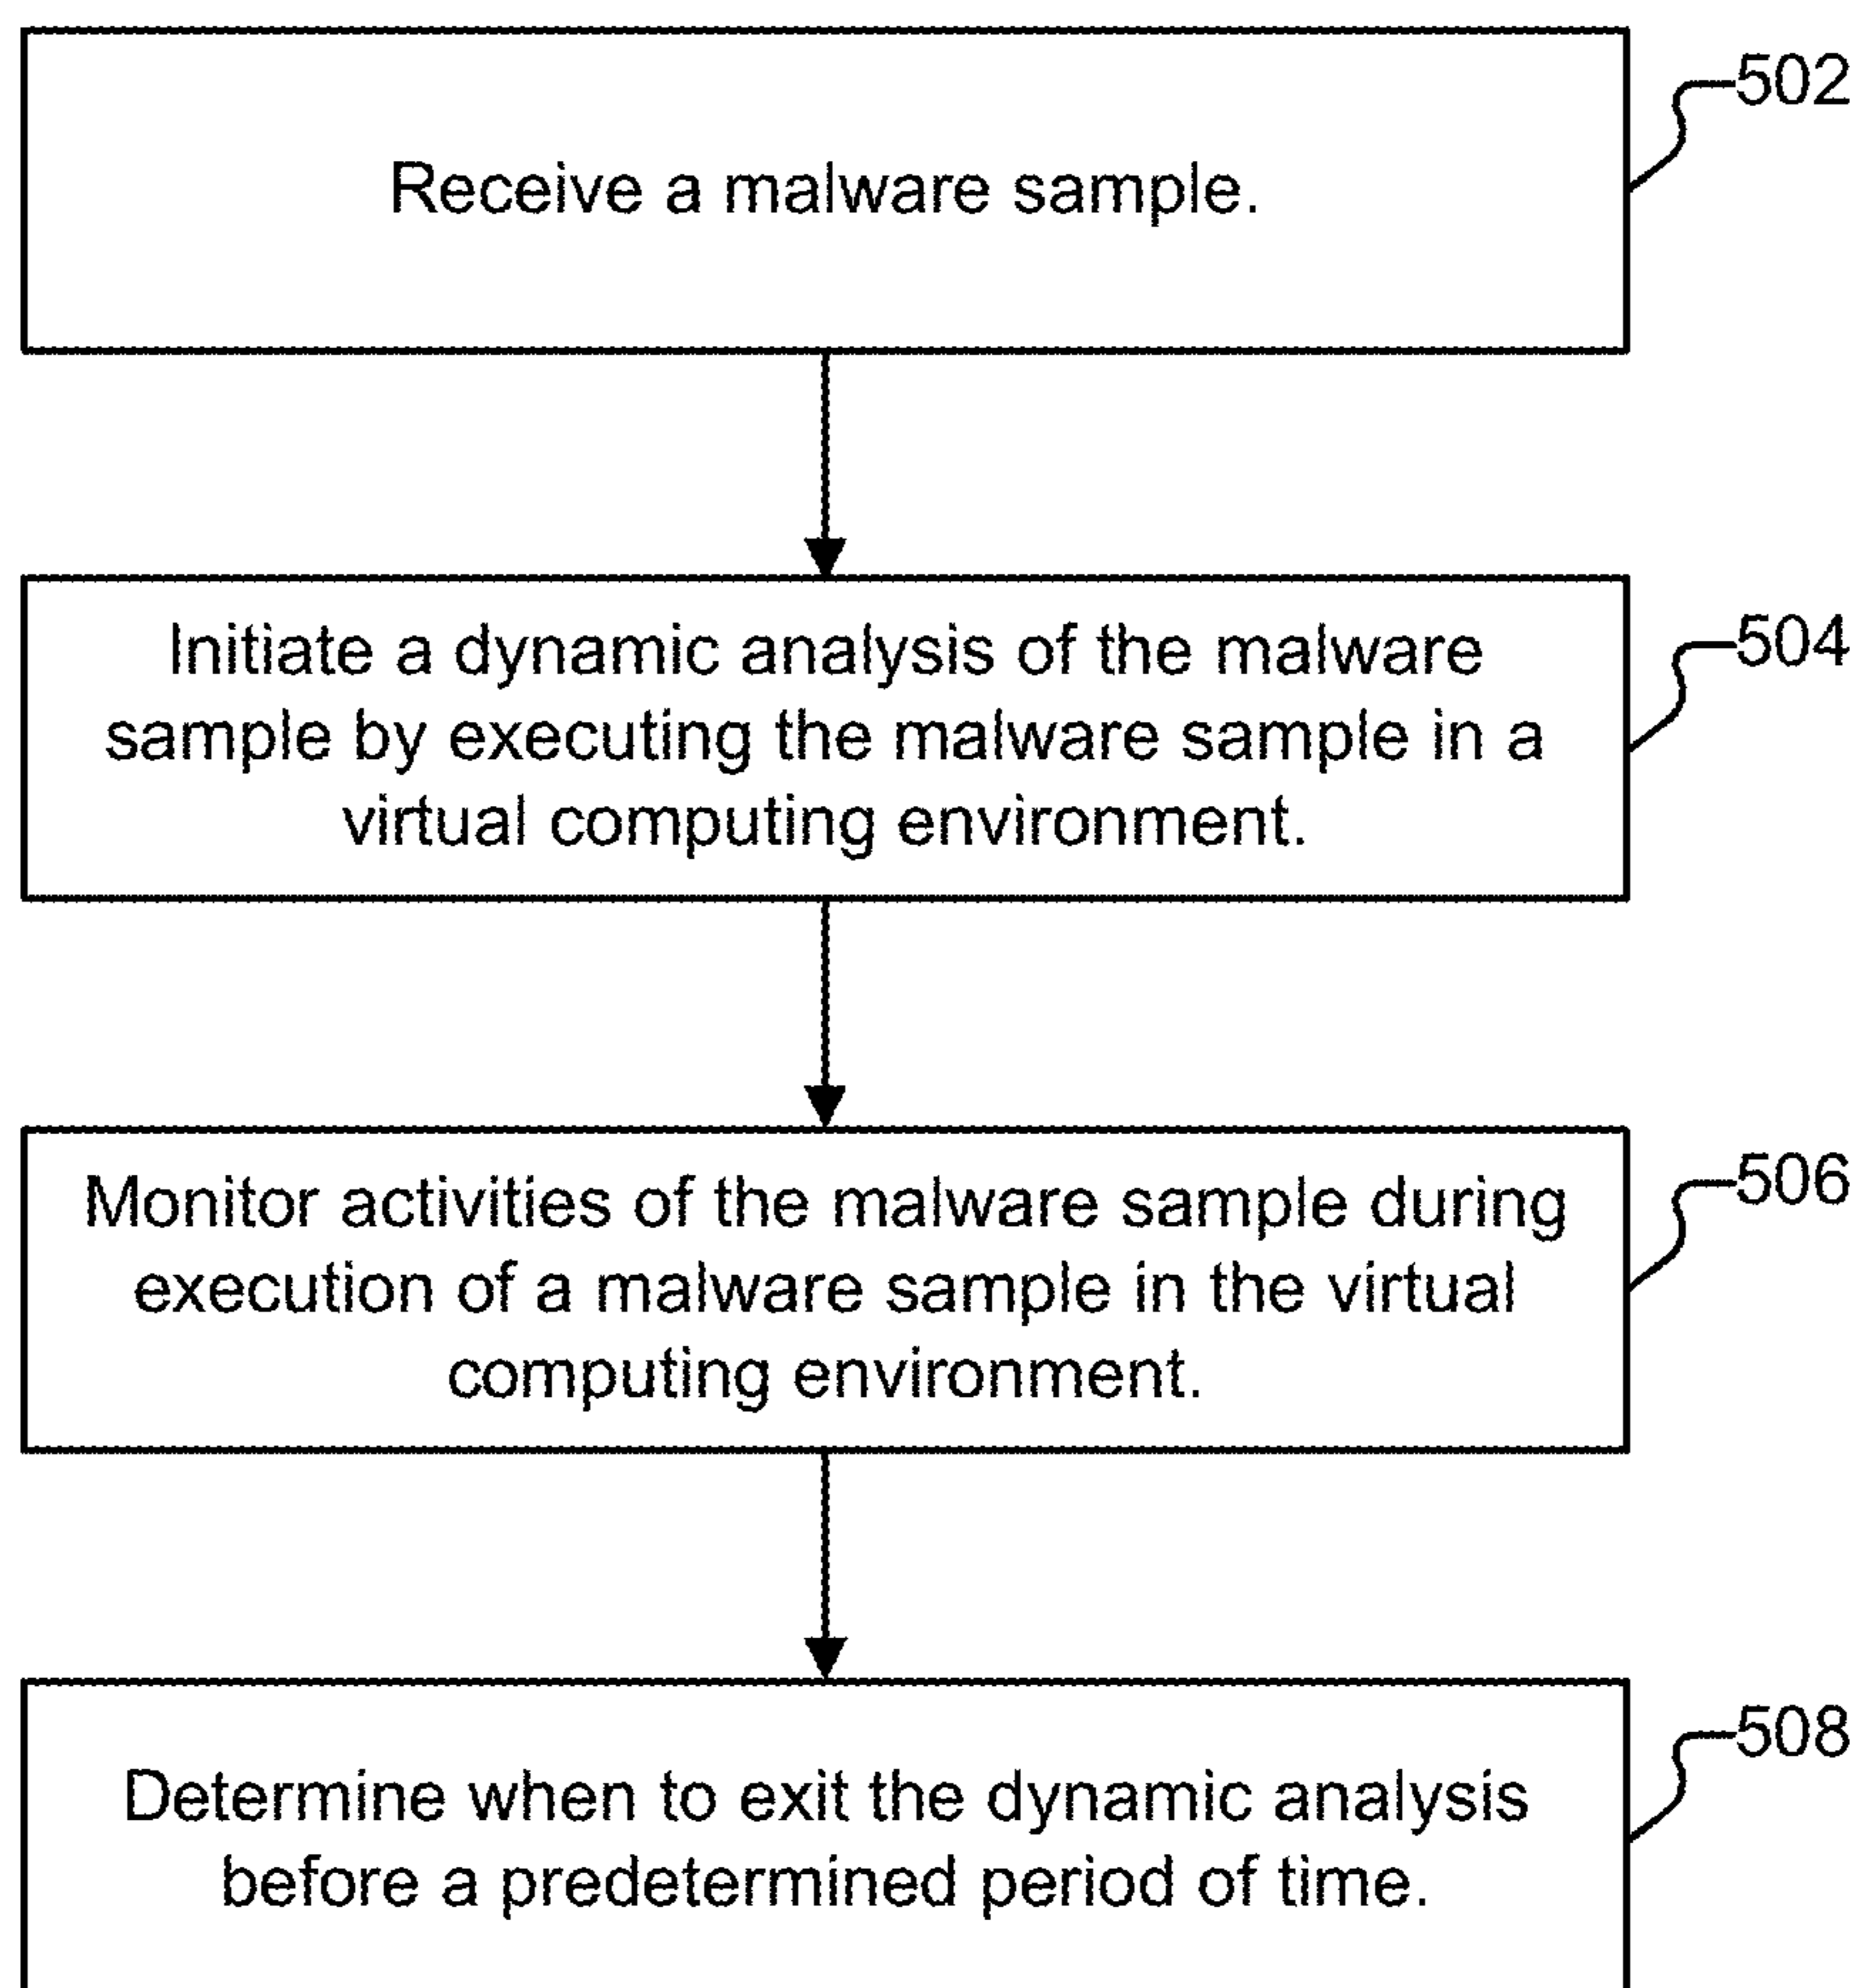 502
Receive a malware sample.
504
Initiate a dynamic analysis of the malware
sample by executing the malware sample in a
virtual computing environment.
506
Monitor activities of the malware sample during
execution of a malware sample in the virtual
computing environment.
508
Determine when to exit the dynamic analysis
before a predetermined period of time.